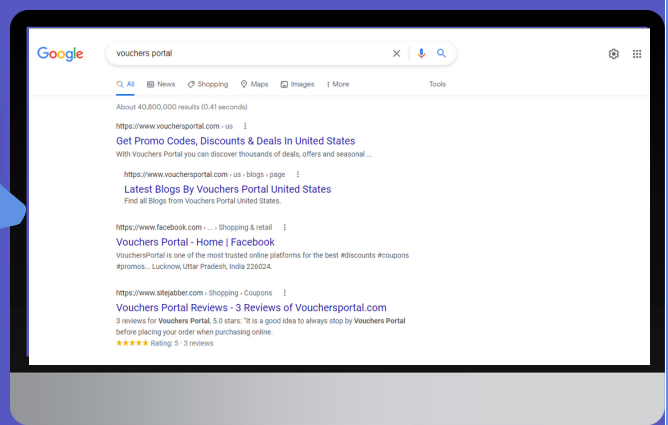 Google
vouchers portal
All News Shopping Maps Images More Tools
About 40,800,000 results (0.41 seconds)
https://www.vouchersportal.com › us
Get Promo Codes, Discounts & Deals In United States
With Vouchers Portal you can discover thousands of deals, offers and seasonal ...
https://www.vouchersportal.com › us › blogs › page
Latest Blogs By Vouchers Portal United States
Find all Blogs from Vouchers Portal United States.
https://www.facebook.com › ... › Shopping & retail
Vouchers Portal - Home | Facebook
VouchersPortal is one of the most trusted online platforms for the best #discounts #coupons
#promos... Lucknow, Uttar Pradesh, India 226024.
https://www.sitejabber.com › Shopping › Coupons
Vouchers Portal Reviews - 3 Reviews of Vouchersportal.com
3 reviews for Vouchers Portal, 5.0 stars: "It is a good idea to always stop by Vouchers Portal
before placing your order when purchasing online.
★★★★★ Rating: 5 · 3 reviews